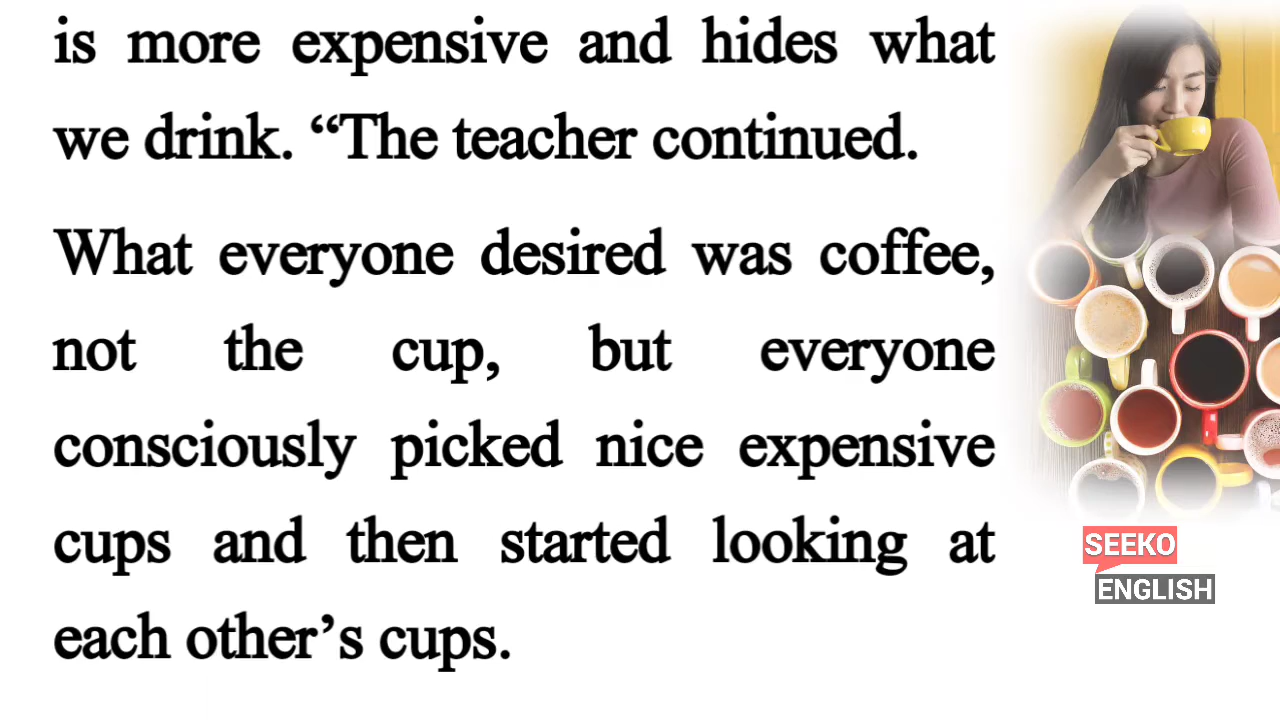 is more expensive and hides what
we drink. “The teacher continued.
What everyone desired was coffee,
not the cup, but everyone
consciously picked nice expensive
cups and then started looking at
each other’s cups.
SEEKO
ENGLISH